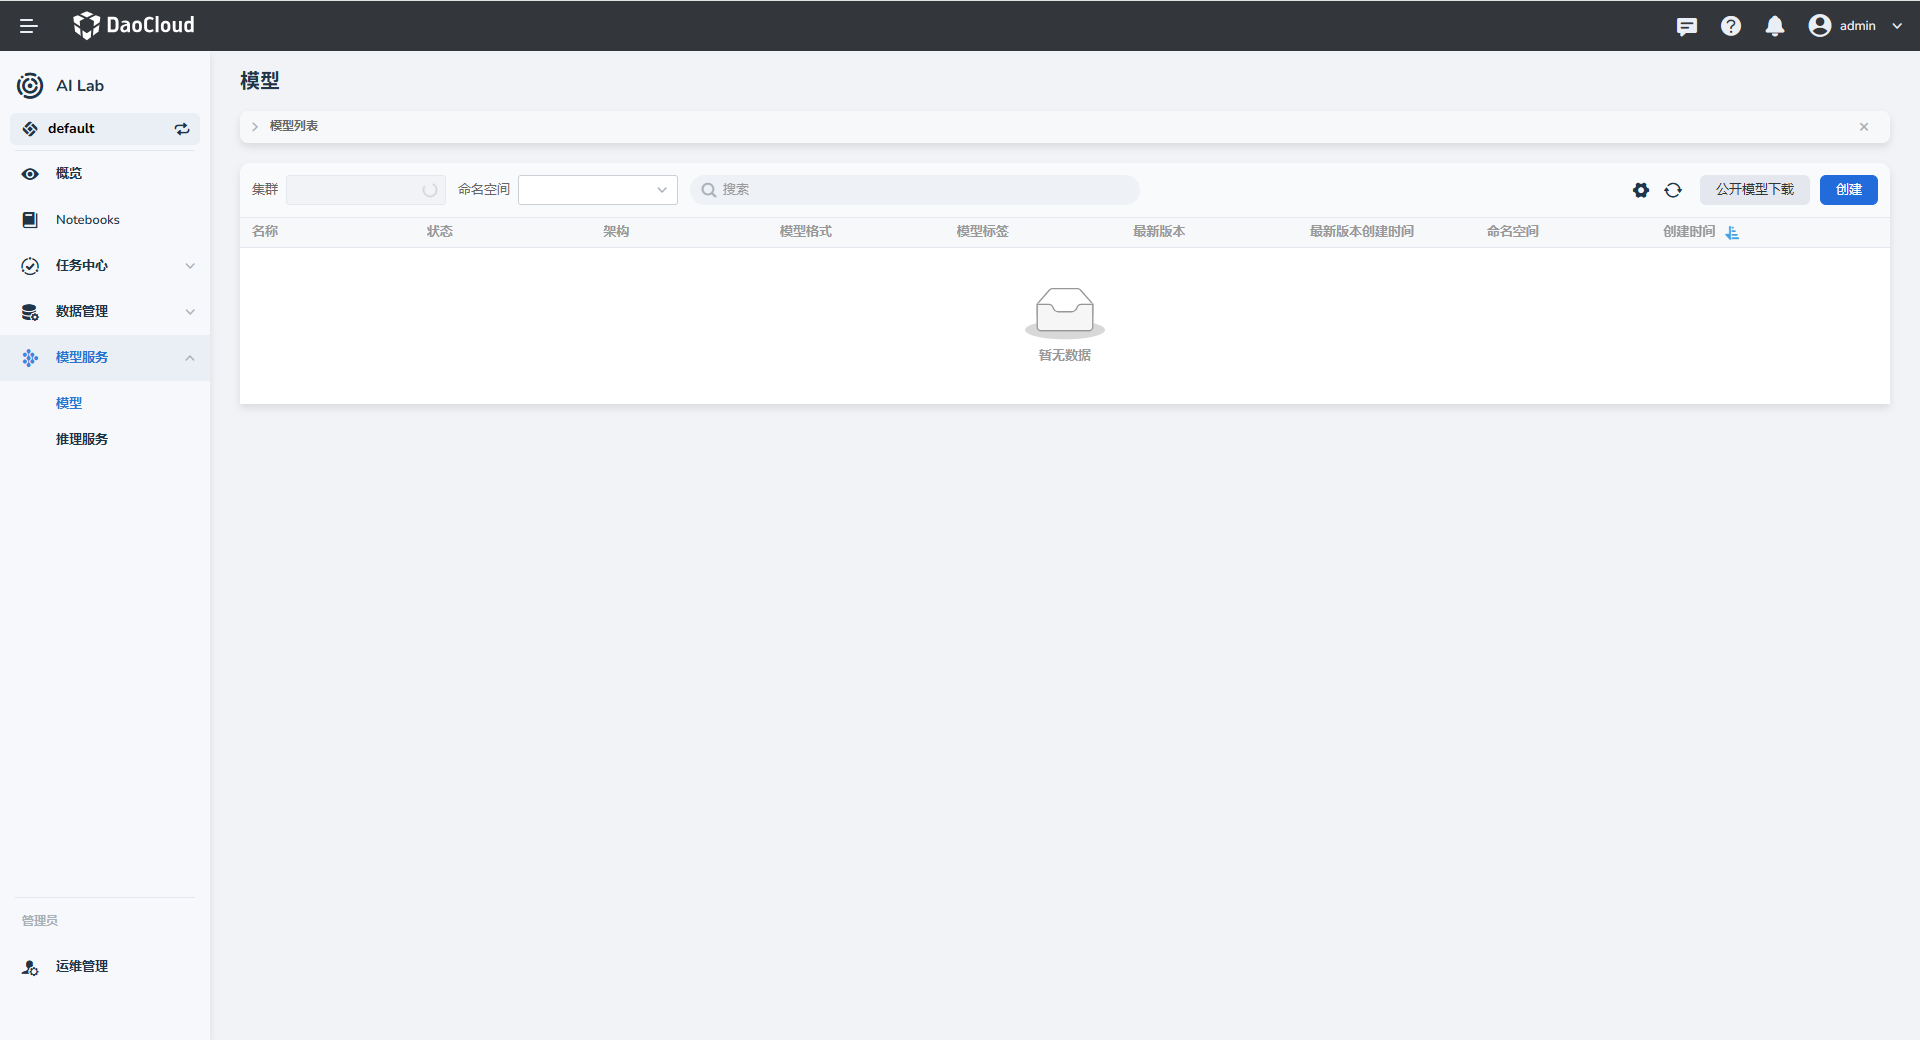 DaoCloud
admin
AI Lab
default
概览
Notebooks
任务中心
数据管理
模型服务
模型
推理服务
管理员
运维管理
模型
模型列表
集群
命名空间
搜索
公开模型下载
创建
名称 状态 架构 模型格式 模型标签 最新版本 最新版本创建时间 命名空间 创建时间
暂无数据